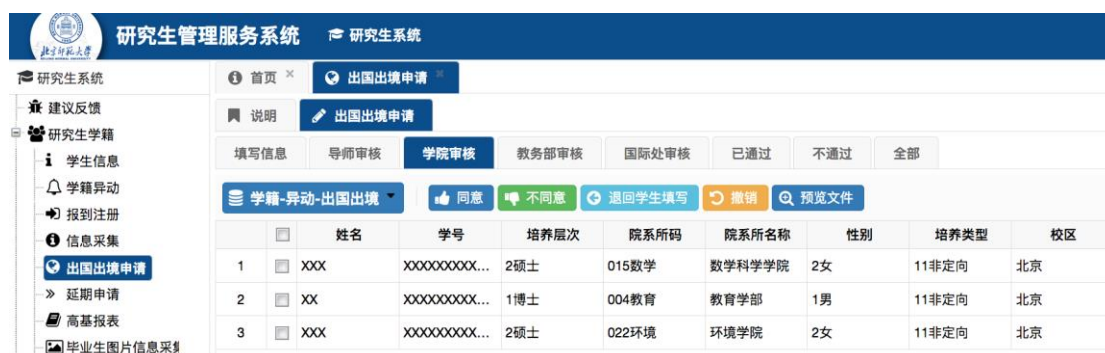 北京师范大学
研究生管理服务系统 研究生系统
研究生系统
首页 × 出国出境申请 ×
建议反馈
说明 出国出境申请
研究生学籍
填写信息 导师审核 学院审核 教务部审核 国际处审核 已通过 不通过 全部
学生信息
学籍异动
学籍-异动-出国出境 同意 不同意 退回学生填写 撤销 预览文件
报到注册
信息采集
姓名 学号 培养层次 院系所码 院系所名称 性别 培养类型 校区
出国出境申请
1 XXX XXXXXXXXX... 2硕士 015数学 数学科学学院 2女 11非定向 北京
延期申请
2 XX XXXXXXXXX... 1博士 004教育 教育学部 1男 11非定向 北京
高基报表
3 XXX XXXXXXXXX... 2硕士 022环境 环境学院 2女 11非定向 北京
毕业生图片信息采集